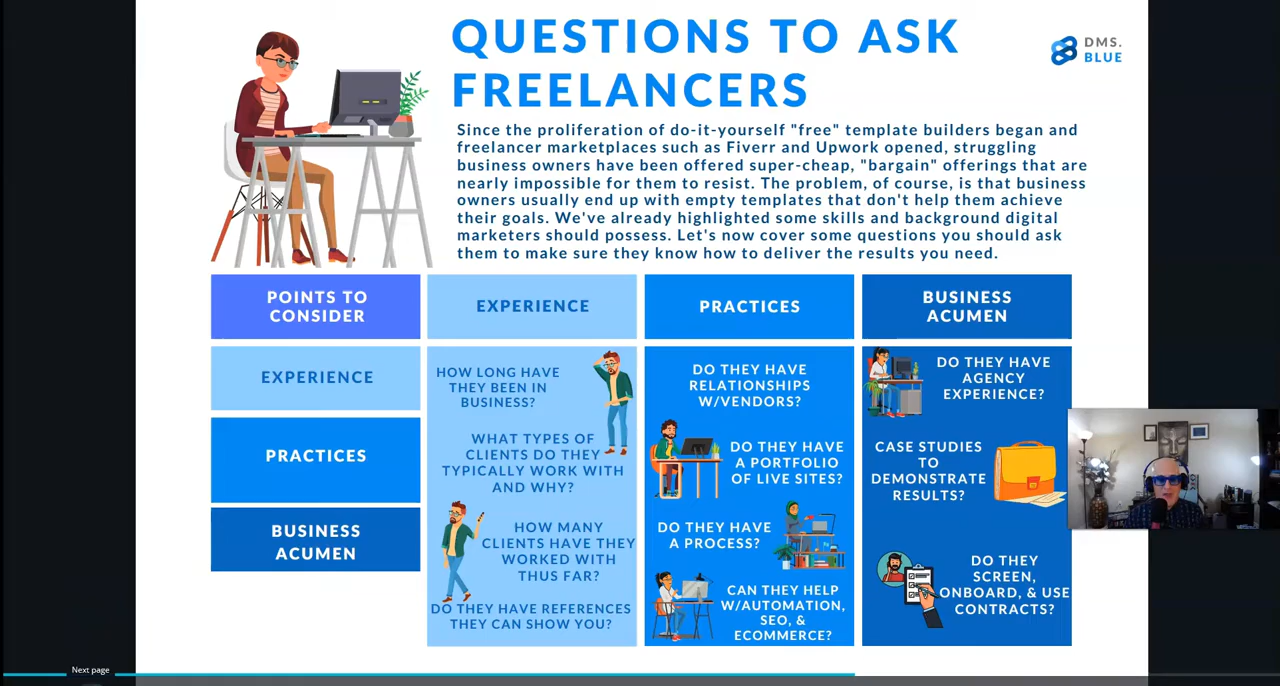 QUESTIONS TO ASK
FREELANCERS
DMS.
BLUE
Since the proliferation of do-it-yourself "free" template builders began and
freelancer marketplaces such as Fiverr and Upwork opened, struggling
business owners have been offered super-cheap, "bargain" offerings that are
nearly impossible for them to resist. The problem, of course, is that business
owners usually end up with empty templates that don't help them achieve
their goals. We've already highlighted some skills and background digital
marketers should possess. Let's now cover some questions you should ask
them to make sure they know how to deliver the results you need.
POINTS TO
CONSIDER
EXPERIENCE
PRACTICES
BUSINESS
ACUMEN
EXPERIENCE
PRACTICES
BUSINESS
ACUMEN
HOW LONG HAVE
THEY BEEN IN
BUSINESS?
WHAT TYPES OF
CLIENTS DO THEY
TYPICALLY WORK WITH
AND WHY?
HOW MANY
CLIENTS HAVE THEY
WORKED WITH
THUS FAR?
DO THEY HAVE REFERENCES
THEY CAN SHOW YOU?
DO THEY HAVE
RELATIONSHIPS
W/VENDORS?
DO THEY HAVE
A PORTFOLIO
OF LIVE SITES?
DO THEY HAVE
A PROCESS?
CAN THEY HELP
W/AUTOMATION,
SEO, &
ECOMMERCE?
DO THEY HAVE
AGENCY
EXPERIENCE?
CASE STUDIES
TO
DEMONSTRATE
RESULTS?
DO THEY
SCREEN,
ONBOARD, & USE
CONTRACTS?
Next page